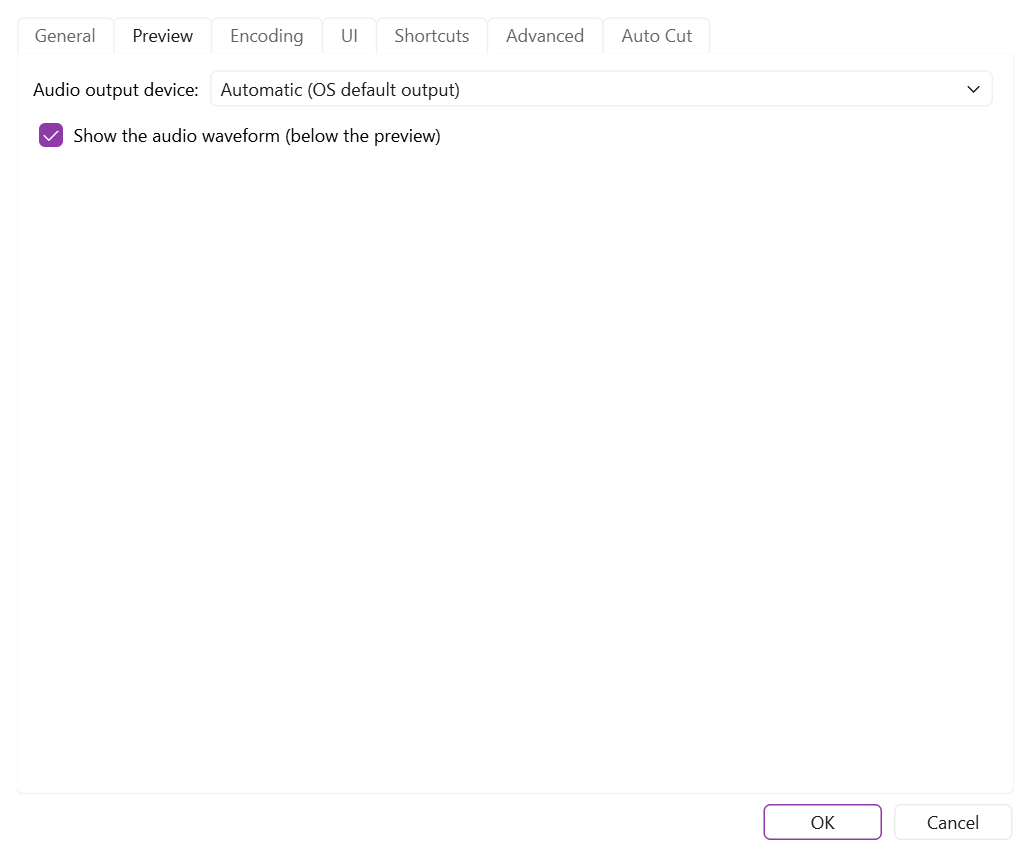 General Preview Encoding UI Shortcuts Advanced Auto Cut
Audio output device: Automatic (OS default output)
Show the audio waveform (below the preview)
OK Cancel